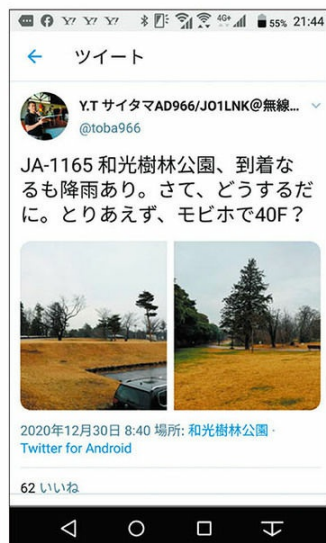 4G+ 55% 21:44
ツイート
Y.T サイタマAD966/JO1LNK@無線...
@toba966
JA-1165 和光樹林公園、到着な
るも降雨あり。さて、どうするだ
に。とりあえず、モビホで40F？
2020年12月30日 8:40 場所: 和光樹林公園 ·
Twitter for Android
62 いいね